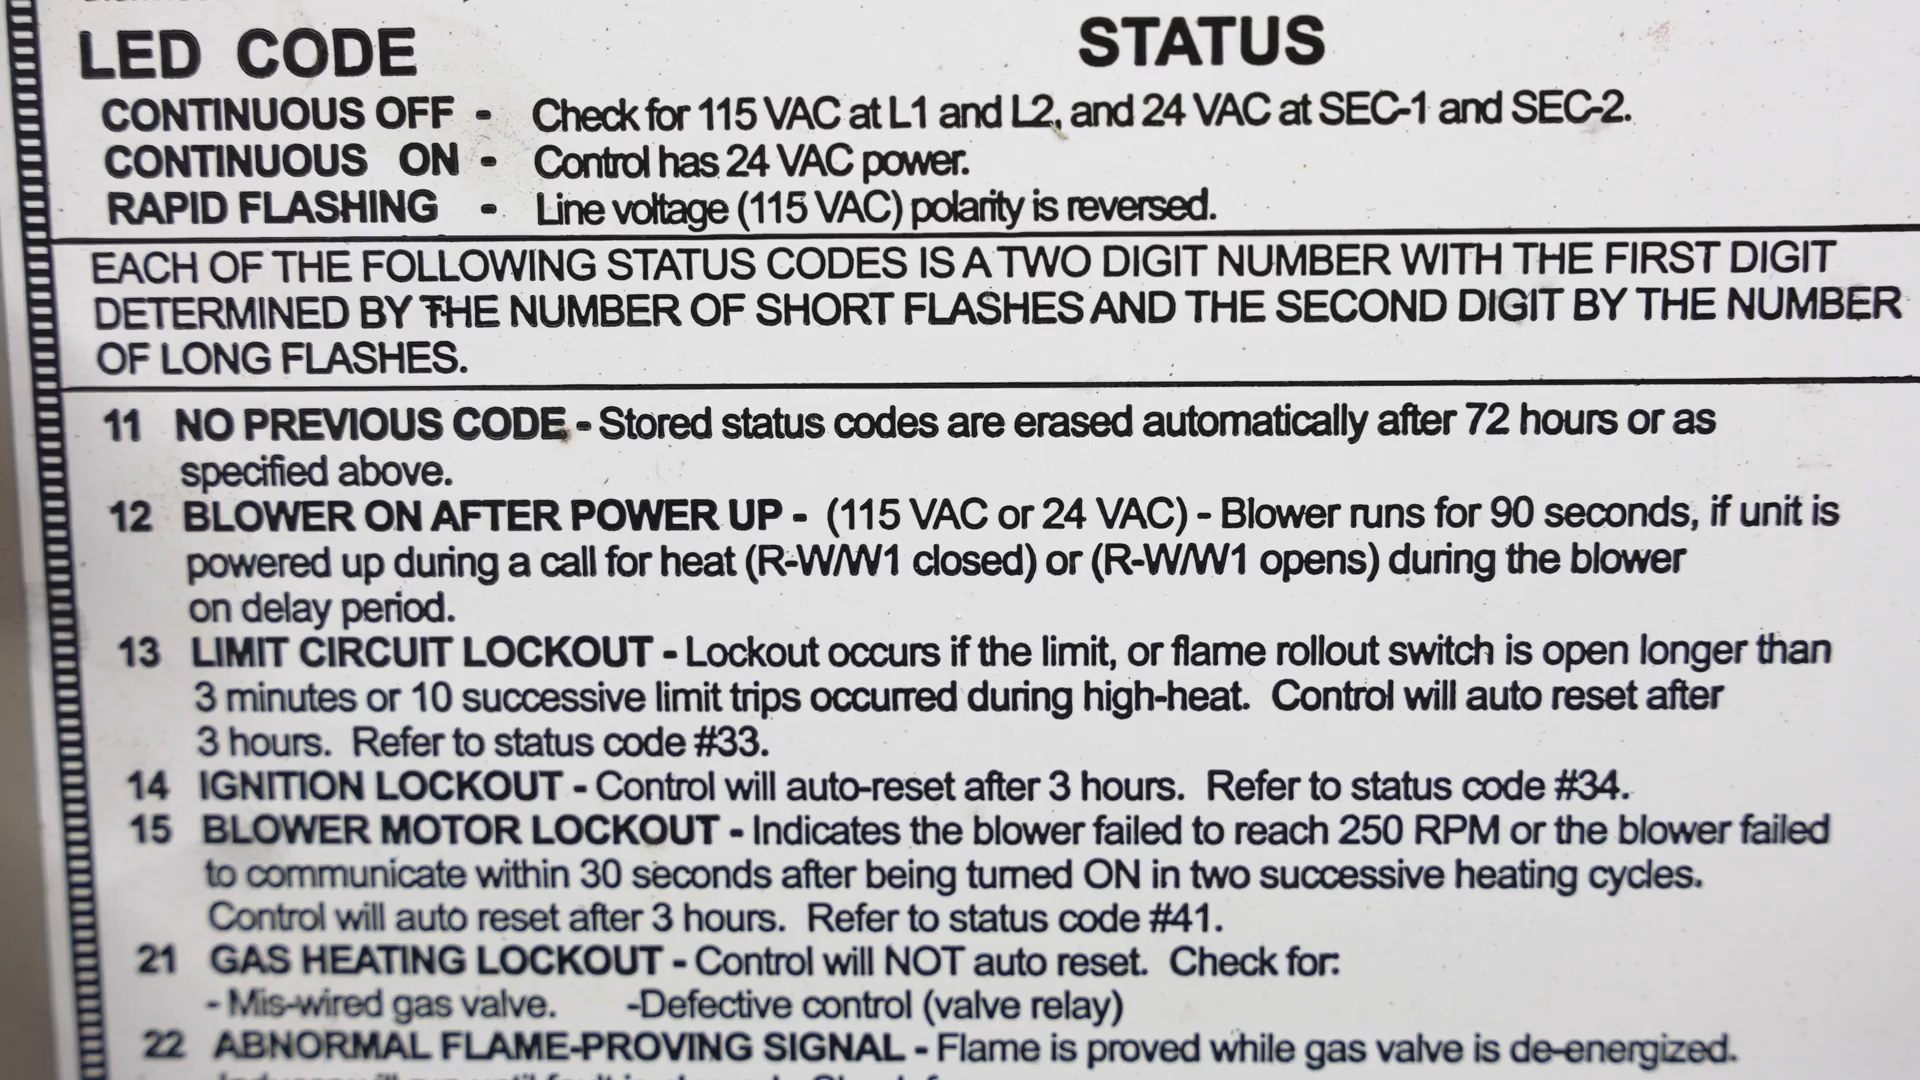 LED CODE STATUS
CONTINUOUS OFF - Check for 115 VAC at L1 and L2, and 24 VAC at SEC-1 and SEC-2.
CONTINUOUS ON - Control has 24 VAC power.
RAPID FLASHING - Line voltage (115 VAC) polarity is reversed.
EACH OF THE FOLLOWING STATUS CODES IS A TWO DIGIT NUMBER WITH THE FIRST DIGIT
DETERMINED BY THE NUMBER OF SHORT FLASHES AND THE SECOND DIGIT BY THE NUMBER
OF LONG FLASHES.
11 NO PREVIOUS CODE - Stored status codes are erased automatically after 72 hours or as
specified above.
12 BLOWER ON AFTER POWER UP - (115 VAC or 24 VAC) - Blower runs for 90 seconds, if unit is
powered up during a call for heat (R-W/W1 closed) or (R-W/W1 opens) during the blower
on delay period.
13 LIMIT CIRCUIT LOCKOUT - Lockout occurs if the limit, or flame rollout switch is open longer than
3 minutes or 10 successive limit trips occurred during high-heat. Control will auto reset after
3 hours. Refer to status code #33.
14 IGNITION LOCKOUT - Control will auto-reset after 3 hours. Refer to status code #34.
15 BLOWER MOTOR LOCKOUT - Indicates the blower failed to reach 250 RPM or the blower failed
to communicate within 30 seconds after being turned ON in two successive heating cycles.
Control will auto reset after 3 hours. Refer to status code #41.
21 GAS HEATING LOCKOUT - Control will NOT auto reset. Check for:
- Mis-wired gas valve. -Defective control (valve relay)
22 ABNORMAL FLAME-PROVING SIGNAL - Flame is proved while gas valve is de-energized.